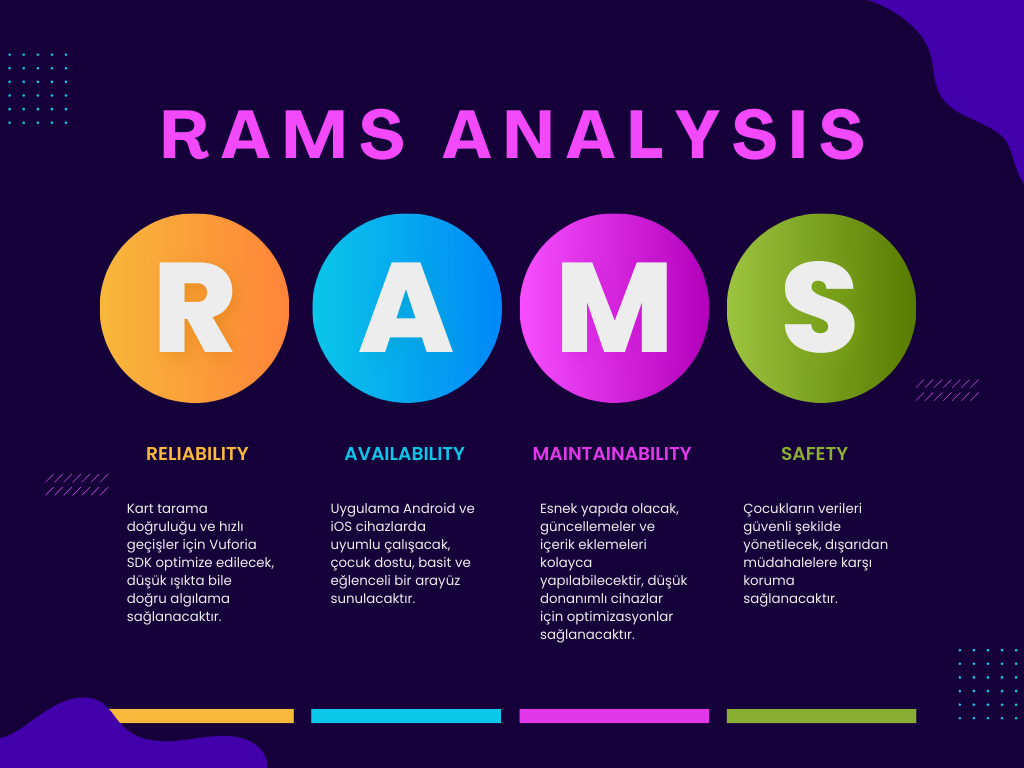 RAMS ANALYSIS
R
A
M
S
RELIABILITY
Kart tarama
doğruluğu ve hızlı
geçişler için Vuforia
SDK optimize edilecek,
düşük ışıkta bile
doğru algılama
sağlanacaktır.
AVAILABILITY
Uygulama Android ve
iOS cihazlarda
uyumlu çalışacak,
çocuk dostu, basit ve
eğlenceli bir arayüz
sunulacaktır.
MAINTAINABILITY
Esnek yapıda olacak,
güncellemeler ve
içerik eklemeleri
kolayca
yapılabilecektir, düşük
donanımlı cihazlar
için optimizasyonlar
sağlanacaktır.
SAFETY
Çocukların verileri
güvenli şekilde
yönetilecek, dışarıdan
müdahalelere karşı
koruma
sağlanacaktır.